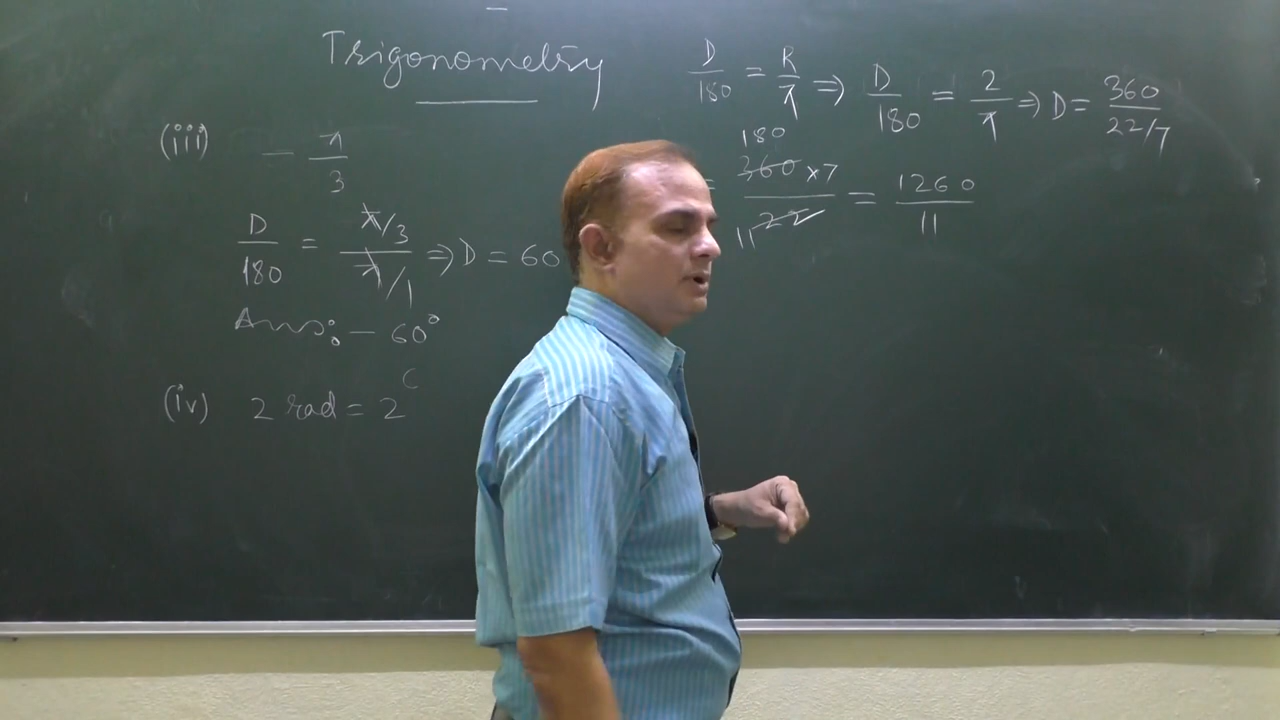 Trigonometry
(iii) - π/3
D/180 = (π/3)/(π/1) ⇒ D = 60
Ans: - 60°
(iv) 2 rad = 2^c
D/180 = R/π ⇒ D/180 = 2/π ⇒ D = 360/(22/7)
= 180 360 x 7 / 11 22 = 1260/11